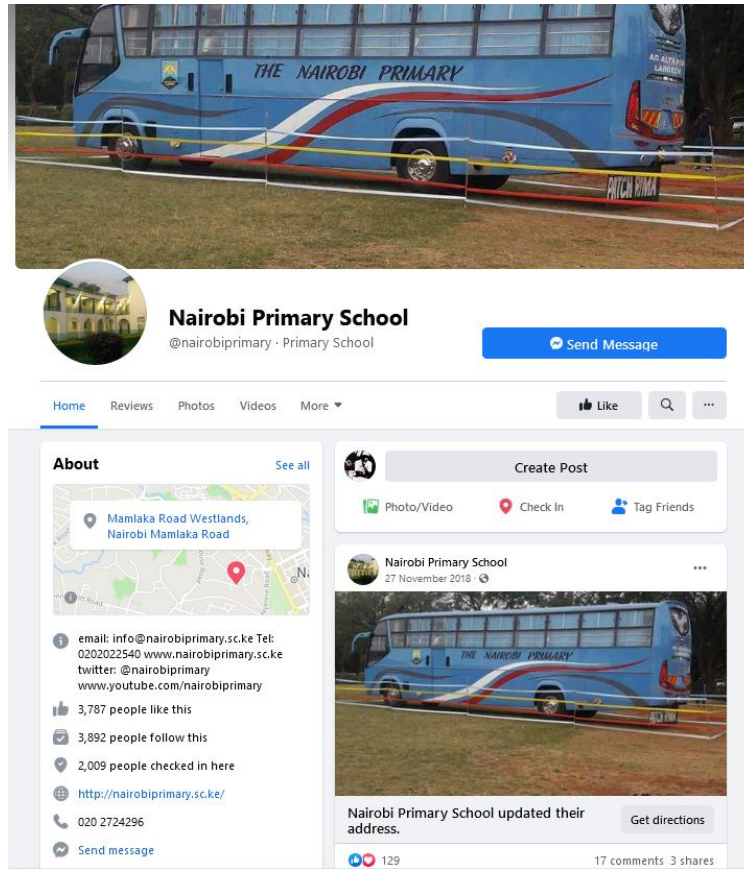 THE NAIROBI PRIMARY
AD ALTIORA
PATCH RIMA
Nairobi Primary School
@nairobiprimary · Primary School
Send Message
Home Reviews Photos Videos More
Like
···
About
See all
Mamlaka Road Westlands,
Nairobi Mamlaka Road
email: info@nairobiprimary.sc.ke Tel:
0202022540 www.nairobiprimary.sc.ke
twitter: @nairobiprimary
www.youtube.com/nairobiprimary
3,787 people like this
3,892 people follow this
2,009 people checked in here
http://nairobiprimary.sc.ke/
020 2724296
Send message
Create Post
Photo/Video Check In Tag Friends
Nairobi Primary School
27 November 2018 ·
···
THE NAIROBI PRIMARY
PATCH RIMA
Nairobi Primary School updated their
address.
Get directions
129
17 comments 3 shares